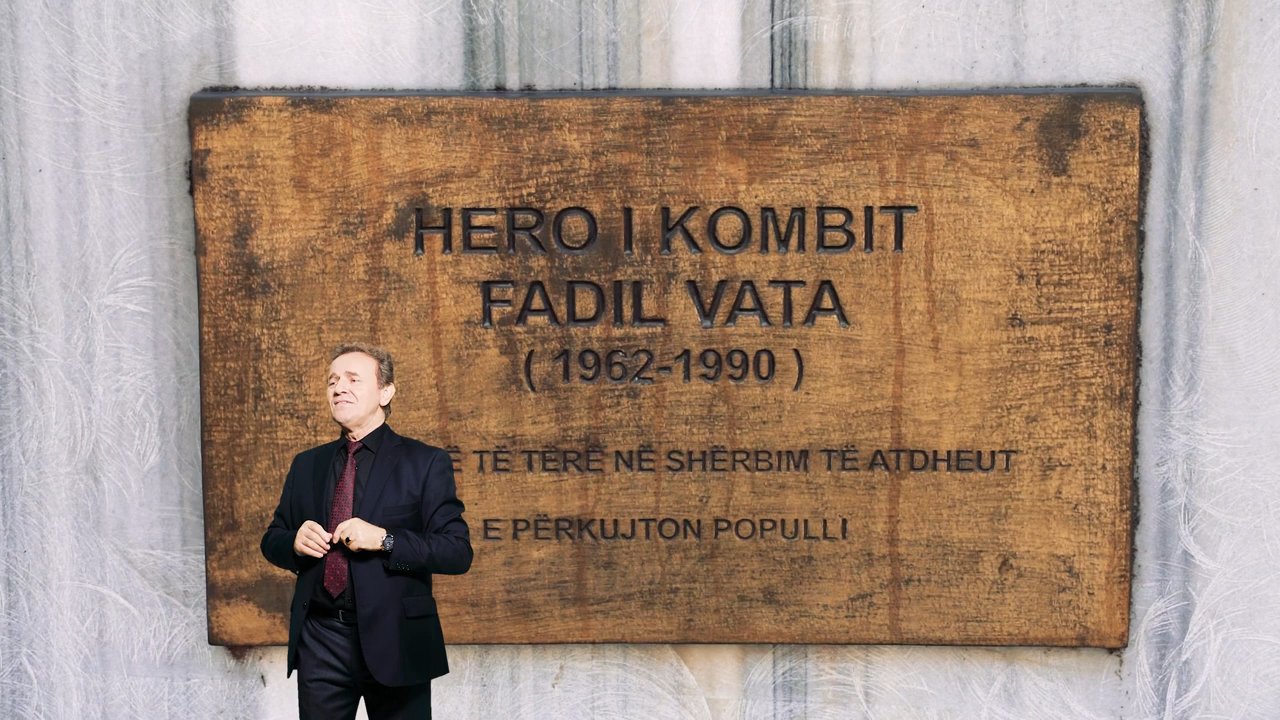 HERO I KOMBIT
FADIL VATA
( 1962-1990 )
TË TËRË NË SHËRBIM TË ATDHEUT
E PËRKUJTON POPULLI